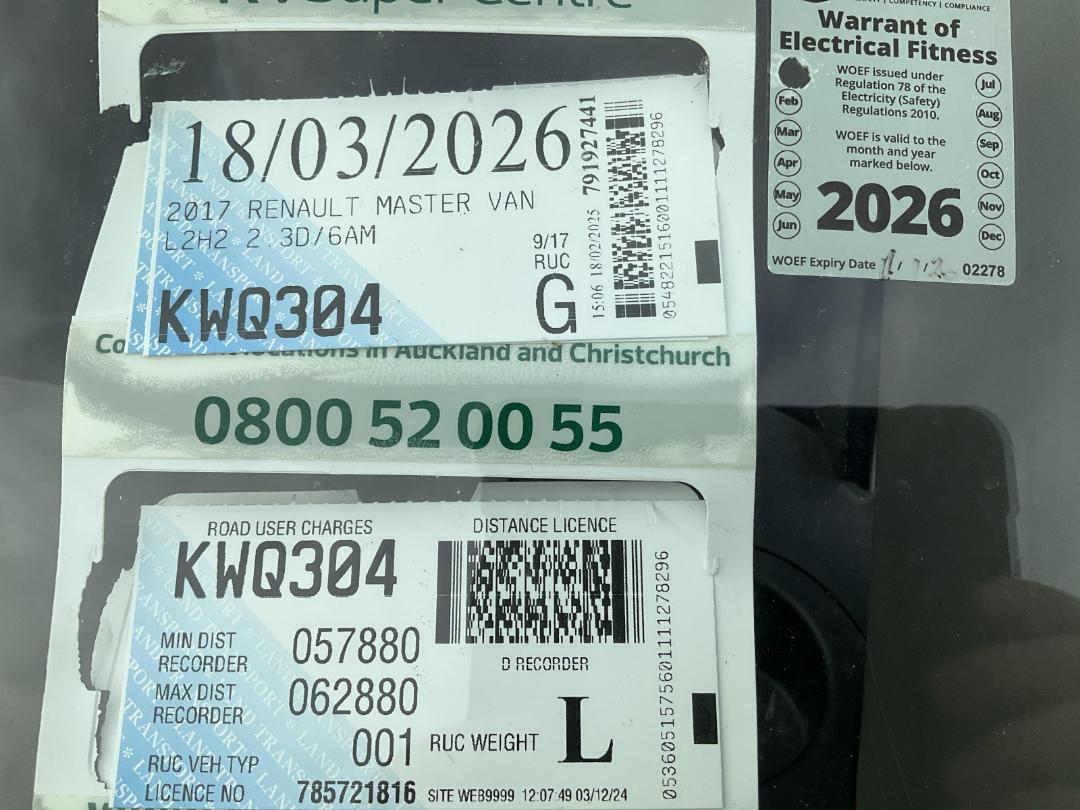 Super Centre
18/03/2026
2017 RENAULT MASTER VAN
L2H2 2 3D/6AM
9/17
RUC
KWQ304
G
791927441
15:06 18/02/2025
05482215160011111278296
locations in Auckland and Christchurch
0800 52 00 55
ROAD USER CHARGES
DISTANCE LICENCE
KWQ304
MIN DIST
RECORDER
057880
D RECORDER
MAX DIST
RECORDER
062880
RUC VEH TYP
001
RUC WEIGHT
L
LICENCE NO
785721816
SITE WEB9999 12:07:49 03/12/24
05360515756011111278296
COMPETENCY | COMPLIANCE
Warrant of
Electrical Fitness
WOEF issued under
Regulation 78 of the
Electricity (Safety)
Regulations 2010.
WOEF is valid to the
month and year
marked below.
Feb
Mar
Apr
May
Jun
Jul
Aug
Sep
Oct
Nov
Dec
2026
WOEF Expiry Date
02278